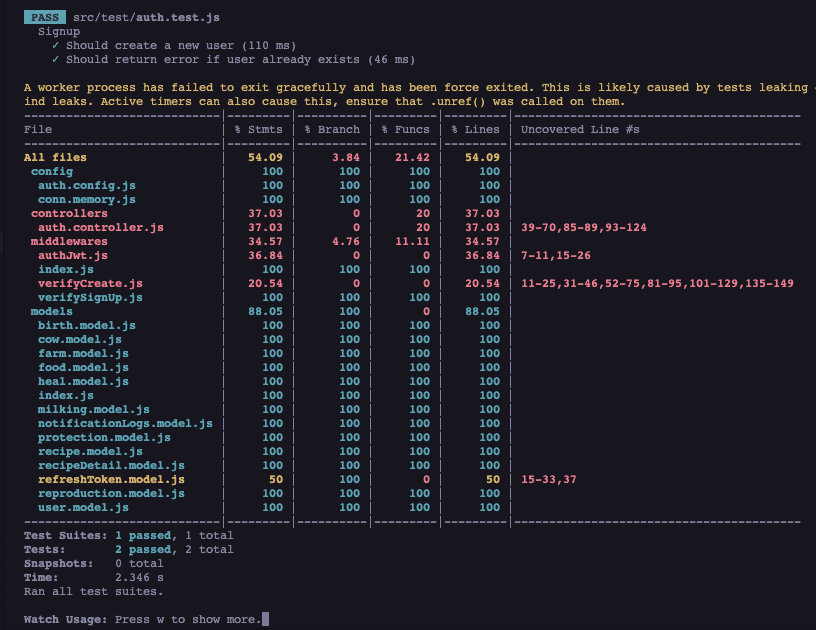 PASS src/test/auth.test.js
Signup
✓ Should create a new user (110 ms)
✓ Should return error if user already exists (46 ms)
A worker process has failed to exit gracefully and has been force exited. This is likely caused by tests leaking
ind leaks. Active timers can also cause this, ensure that .unref() was called on them.
File | % Stmts | % Branch | % Funcs | % Lines | Uncovered Line #s
All files | 54.09 | 3.84 | 21.42 | 54.09 |
config | 100 | 100 | 100 | 100 |
auth.config.js | 100 | 100 | 100 | 100 |
conn.memory.js | 100 | 100 | 100 | 100 |
controllers | 37.03 | 0 | 20 | 37.03 |
auth.controller.js | 37.03 | 0 | 20 | 37.03 | 39-70,85-89,93-124
middlewares | 34.57 | 4.76 | 11.11 | 34.57 |
authJwt.js | 36.84 | 0 | 0 | 36.84 | 7-11,15-26
index.js | 100 | 100 | 100 | 100 |
verifyCreate.js | 20.54 | 0 | 0 | 20.54 | 11-25,31-46,52-75,81-95,101-129,135-149
verifySignUp.js | 100 | 100 | 100 | 100 |
models | 88.05 | 100 | 0 | 88.05 |
birth.model.js | 100 | 100 | 100 | 100 |
cow.model.js | 100 | 100 | 100 | 100 |
farm.model.js | 100 | 100 | 100 | 100 |
food.model.js | 100 | 100 | 100 | 100 |
heal.model.js | 100 | 100 | 100 | 100 |
index.js | 100 | 100 | 100 | 100 |
milking.model.js | 100 | 100 | 100 | 100 |
notificationLogs.model.js | 100 | 100 | 100 | 100 |
protection.model.js | 100 | 100 | 100 | 100 |
recipe.model.js | 100 | 100 | 100 | 100 |
recipeDetail.model.js | 100 | 100 | 100 | 100 |
refreshToken.model.js | 50 | 100 | 0 | 50 | 15-33,37
reproduction.model.js | 100 | 100 | 100 | 100 |
user.model.js | 100 | 100 | 100 | 100 |
Test Suites: 1 passed, 1 total
Tests: 2 passed, 2 total
Snapshots: 0 total
Time: 2.346 s
Ran all test suites.
Watch Usage: Press w to show more.